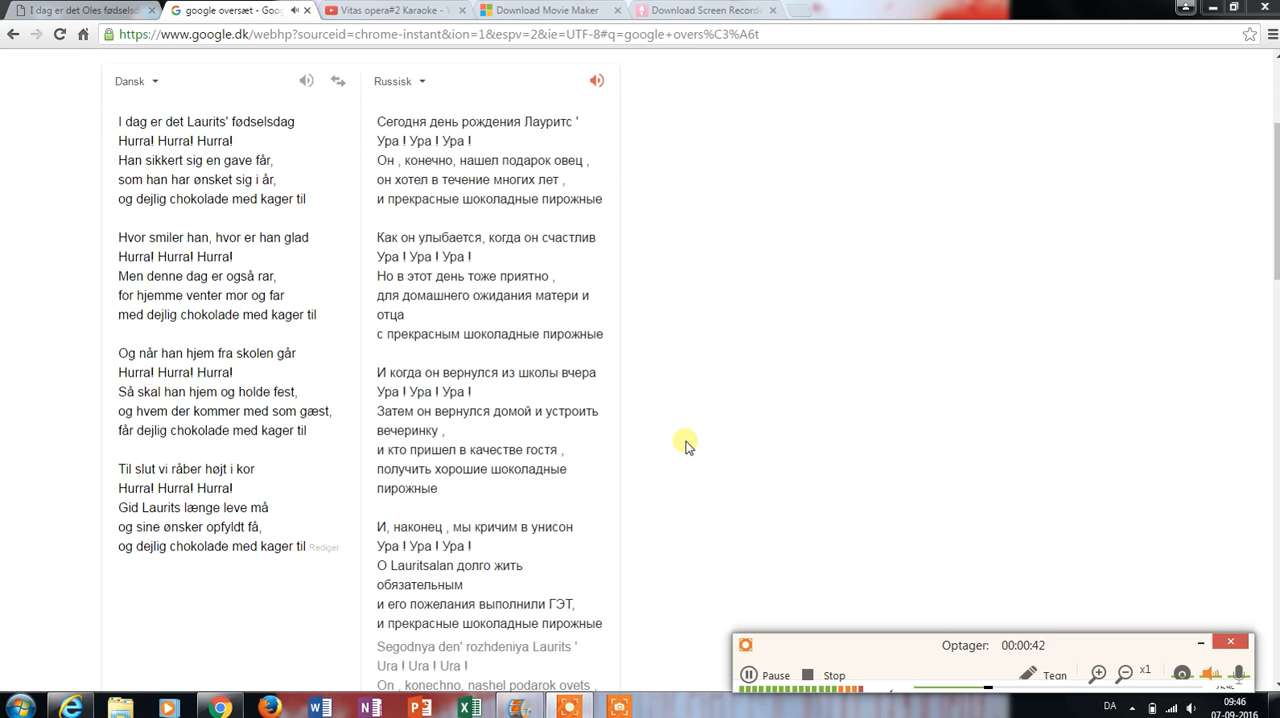 I dag er det Oles fødselsd
google oversæt - Goo
Vitas opera#2 Karaoke - Y
Download Movie Maker
Download Screen Record
https://www.google.dk/webhp?sourceid=chrome-instant&ion=1&espv=2&ie=UTF-8#q=google+overs%C3%A6t
Dansk
Russisk
I dag er det Laurits' fødselsdag
Hurra! Hurra! Hurra!
Han sikkert sig en gave får,
som han har ønsket sig i år,
og dejlig chokolade med kager til
Hvor smiler han, hvor er han glad
Hurra! Hurra! Hurra!
Men denne dag er også rar,
for hjemme venter mor og far
med dejlig chokolade med kager til
Og når han hjem fra skolen går
Hurra! Hurra! Hurra!
Så skal han hjem og holde fest,
og hvem der kommer med som gæst,
får dejlig chokolade med kager til
Til slut vi råber højt i kor
Hurra! Hurra! Hurra!
Gid Laurits længe leve må
og sine ønsker opfyldt få,
og dejlig chokolade med kager til Rediger
Сегодня день рождения Лауритс '
Ура ! Ура ! Ура !
Он , конечно, нашел подарок овец ,
он хотел в течение многих лет ,
и прекрасные шоколадные пирожные
Как он улыбается, когда он счастлив
Ура ! Ура ! Ура !
Но в этот день тоже приятно ,
для домашнего ожидания матери и
отца
с прекрасным шоколадные пирожные
И когда он вернулся из школы вчера
Ура ! Ура ! Ура !
Затем он вернулся домой и устроить
вечеринку ,
и кто пришел в качестве гостя ,
получить хорошие шоколадные
пирожные
И, наконец , мы кричим в унисон
Ура ! Ура ! Ура !
О Lauritsalan долго жить
обязательным
и его пожелания выполнили ГЭТ,
и прекрасные шоколадные пирожные
Segodnya den' rozhdeniya Laurits '
Ura ! Ura ! Ura !
On , konechno, nashel podarok ovets ,
Optager: 00:00:42
Pause Stop Tegn x1
DA
09:46
07-09-2016